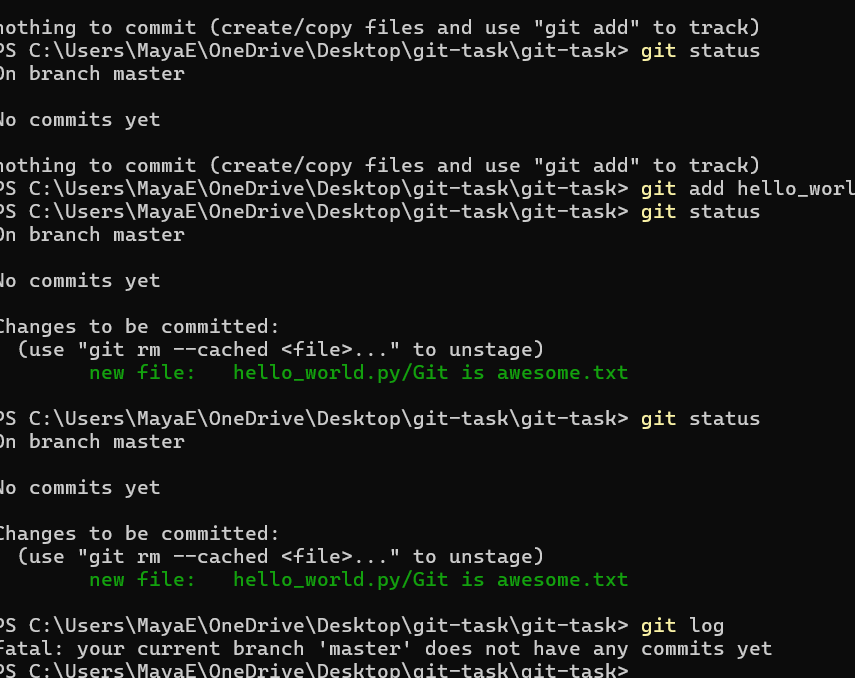 nothing to commit (create/copy files and use "git add" to track)
PS C:\Users\MayaE\OneDrive\Desktop\git-task\git-task> git status
On branch master
No commits yet
nothing to commit (create/copy files and use "git add" to track)
PS C:\Users\MayaE\OneDrive\Desktop\git-task\git-task> git add hello_worl
PS C:\Users\MayaE\OneDrive\Desktop\git-task\git-task> git status
On branch master
No commits yet
Changes to be committed:
(use "git rm --cached <file>..." to unstage)
new file: hello_world.py/Git is awesome.txt
PS C:\Users\MayaE\OneDrive\Desktop\git-task\git-task> git status
On branch master
No commits yet
Changes to be committed:
(use "git rm --cached <file>..." to unstage)
new file: hello_world.py/Git is awesome.txt
PS C:\Users\MayaE\OneDrive\Desktop\git-task\git-task> git log
fatal: your current branch 'master' does not have any commits yet
PS C:\Users\MayaE\OneDrive\Desktop\git-task\git-task>